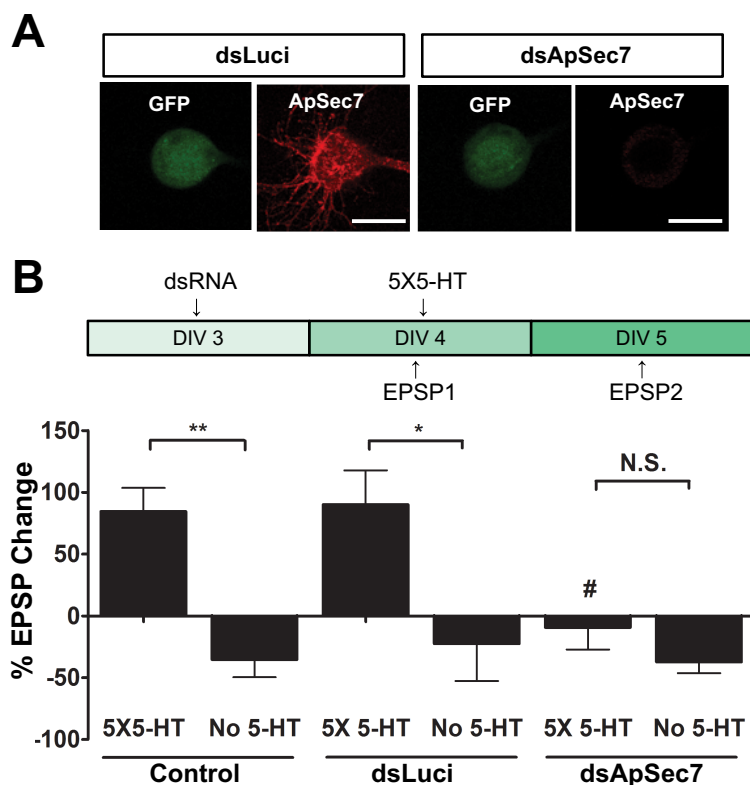 A
dsLuci
dsApSec7
GFP
ApSec7
GFP
ApSec7
B
dsRNA
5X5-HT
↓
↓
DIV 3
DIV 4
DIV 5
↑
↑
EPSP1
EPSP2
% EPSP Change
150
100
50
0
-50
-100
**
*
N.S.
#
5X5-HT
No 5-HT
5X 5-HT
No 5-HT
5X 5-HT
No 5-HT
Control
dsLuci
dsApSec7